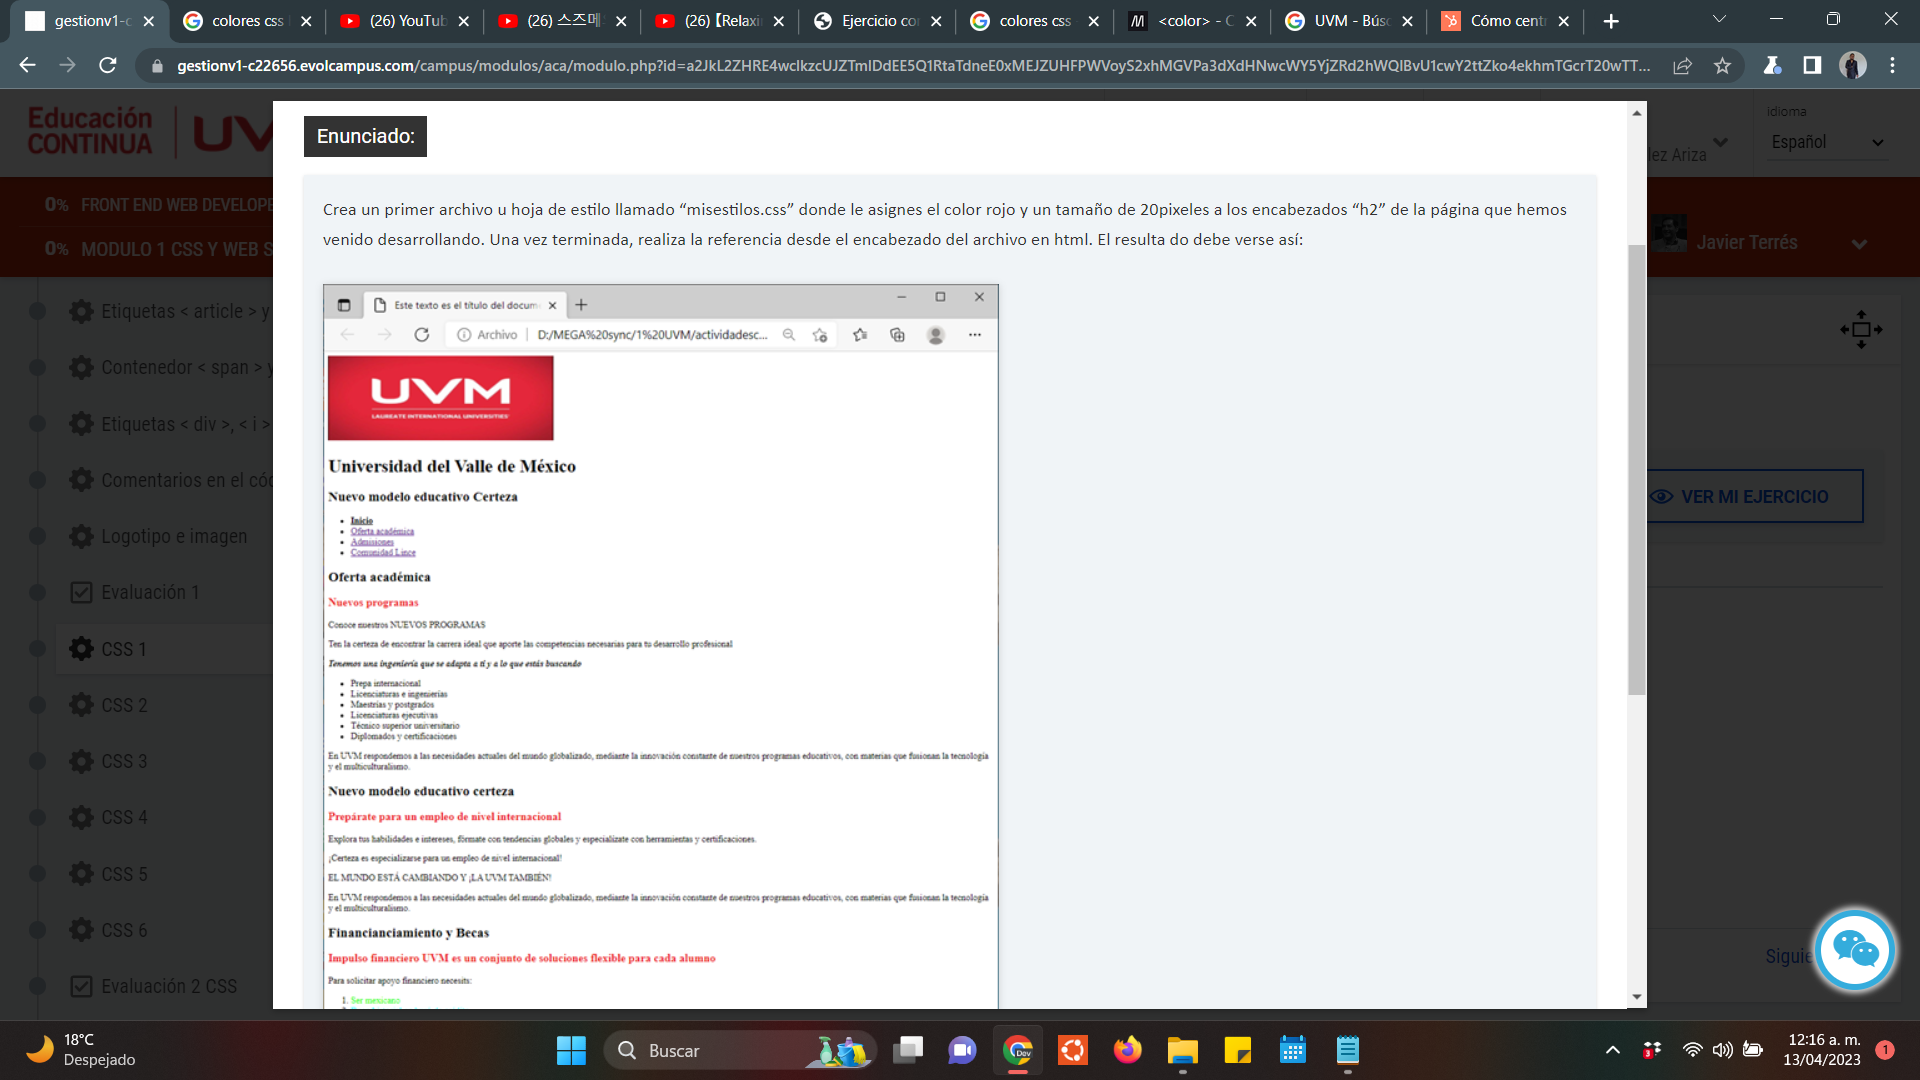 gestionv1-c
colores css
(26) YouTub
(26) 스즈메
(26) 【Relaxi
Ejercicio co
colores css
<color> - C
UVM - Bús
Cómo cent
gestionv1-c22656.evolcampus.com/campus/modulos/aca/modulo.php?id=
Educación
CONTINUA
UV
Enunciado:
idioma
lez Ariza
Español
0% FRONT END WEB DEVELOPE
0% MODULO 1 CSS Y WEB S
Javier Terrés
Crea un primer archivo u hoja de estilo llamado “misestilos.css” donde le asignes el color rojo y un tamaño de 20pixeles a los encabezados “h2” de la página que hemos
venido desarrollando. Una vez terminada, realiza la referencia desde el encabezado del archivo en html. El resulta do debe verse así:
Etiquetas < article > y
Contenedor < span > y
Etiquetas < div >, < i >
Comentarios en el cód
Logotipo e imagen
Evaluación 1
CSS 1
CSS 2
CSS 3
CSS 4
CSS 5
CSS 6
Evaluación 2 CSS
Este texto es el título del docum
Archivo D:/MEGA%20sync/1%20UVM/actividadesc...
UVM
LAUREATE INTERNATIONAL UNIVERSITIES
Universidad del Valle de México
Nuevo modelo educativo Certeza
Inicio
Oferta académica
Admisiones
Comunidad Lince
Oferta académica
Nuevos programas
Conoce nuestros NUEVOS PROGRAMAS
Ten la certeza de encontrar la carrera ideal que aporte las competencias necesarias para tu desarrollo profesional
Tenemos una ingeniería que se adapta a ti y a lo que estás buscando
Prepa internacional
Licenciaturas e ingenierías
Maestrías y postgrados
Licenciaturas ejecutivas
Técnico superior universitario
Diplomados y certificaciones
En UVM respondemos a las necesidades actuales del mundo globalizado, mediante la innovación constante de nuestros programas educativos, con materias que fusionan la tecnología
y el multiculturalismo.
Nuevo modelo educativo certeza
Prepárate para un empleo de nivel internacional
Explora tus habilidades e intereses, fórmate con tendencias globales y especialízate con herramientas y certificaciones.
¡Certeza es especializarse para un empleo de nivel internacional!
EL MUNDO ESTÁ CAMBIANDO Y ¡LA UVM TAMBIÉN!
En UVM respondemos a las necesidades actuales del mundo globalizado, mediante la innovación constante de nuestros programas educativos, con materias que fusionan la tecnología
y el multiculturalismo.
Financianciamiento y Becas
Impulso financiero UVM es un conjunto de soluciones flexible para cada alumno
Para solicitar apoyo financiero necesits:
1. Ser mexicano
VER MI EJERCICIO
Siguie
18°C
Despejado
Buscar
Dev
3
12:16 a. m.
13/04/2023
1